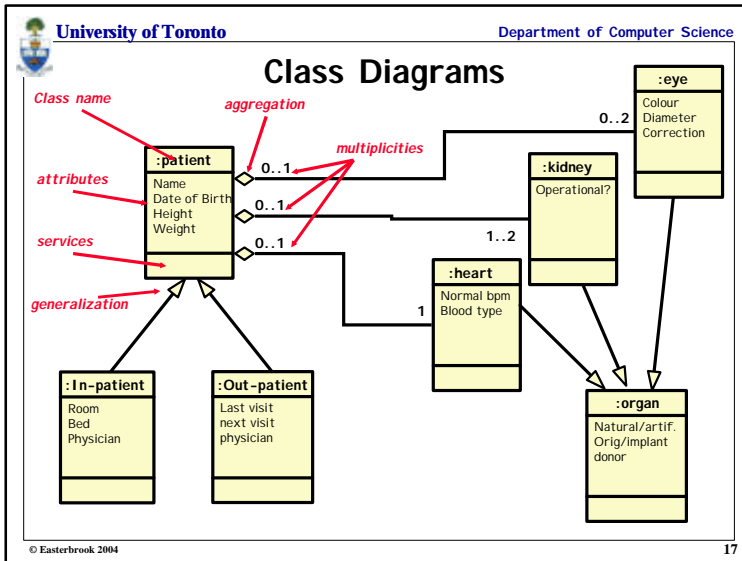 University of Toronto
Department of Computer Science
Class Diagrams
Class name
aggregation
multiplicities
attributes
services
generalization
:patient
Name
Date of Birth
Height
Weight
0..1
0..1
0..1
0..2
1..2
1
:eye
Colour
Diameter
Correction
:kidney
Operational?
:heart
Normal bpm
Blood type
:In-patient
Room
Bed
Physician
:Out-patient
Last visit
next visit
physician
:organ
Natural/artif.
Orig/implant
donor
© Easterbrook 2004
17